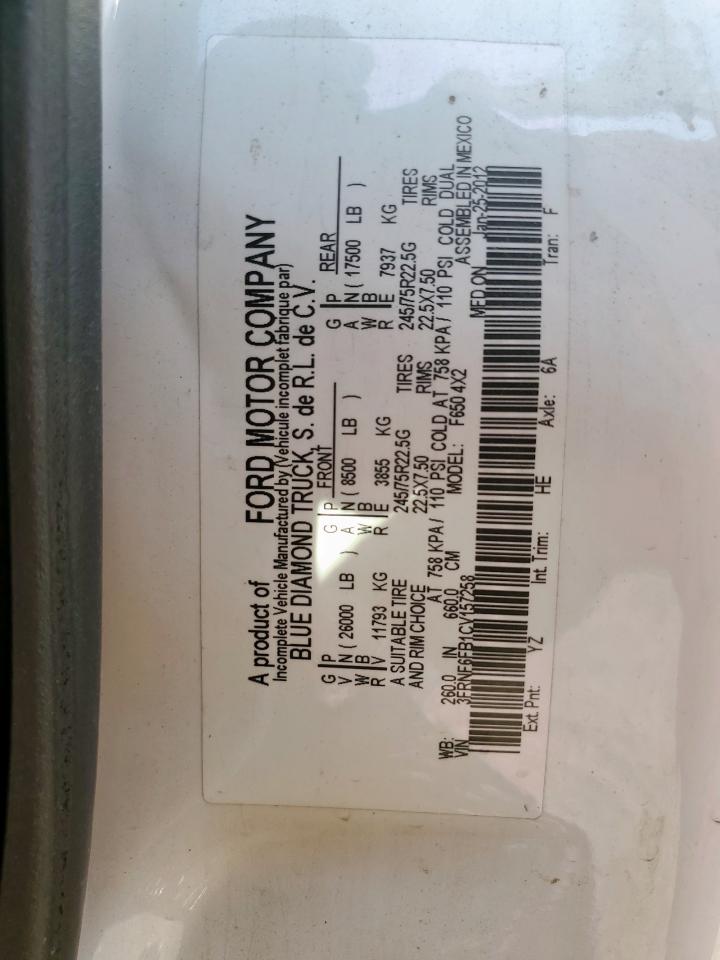 A product of FORD MOTOR COMPANY
Incomplete Vehicle Manufactured by (Vehicule incomplet fabrique par)
BLUE DIAMOND TRUCK, S. de R.L. de C.V.
FRONT REAR
G P G P G P
V N ( 26000 LB ) A N ( 8500 LB ) A N ( 17500 LB )
W B W B W B
R V 11793 KG R E 3855 KG R E 7937 KG
A SUITABLE TIRE 245/75R22.5G TIRES 245/75R22.5G TIRES
AND RIM CHOICE 22.5X7.50 RIMS 22.5X7.50 RIMS
AT 758 KPA / 110 PSI COLD AT 758 KPA / 110 PSI COLD DUAL
WB: 260.0 IN 660.0 CM MODEL: F650 4X2 ASSEMBLED IN MEXICO
VIN 3FRNF6FB1CV157258 MFD.ON Jan-25-2012
Ext. Pnt: YZ Int. Trim: HE Axle: 6A Tran: F